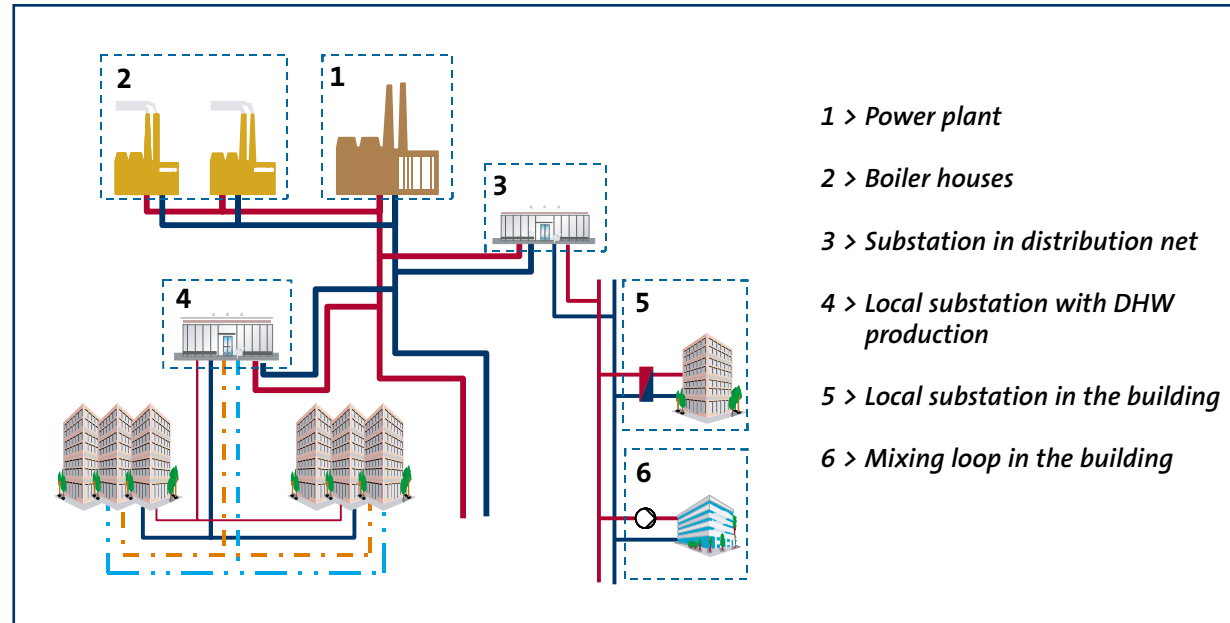 2
1
3
4
5
6
1 > Power plant
2 > Boiler houses
3 > Substation in distribution net
4 > Local substation with DHW
production
5 > Local substation in the building
6 > Mixing loop in the building